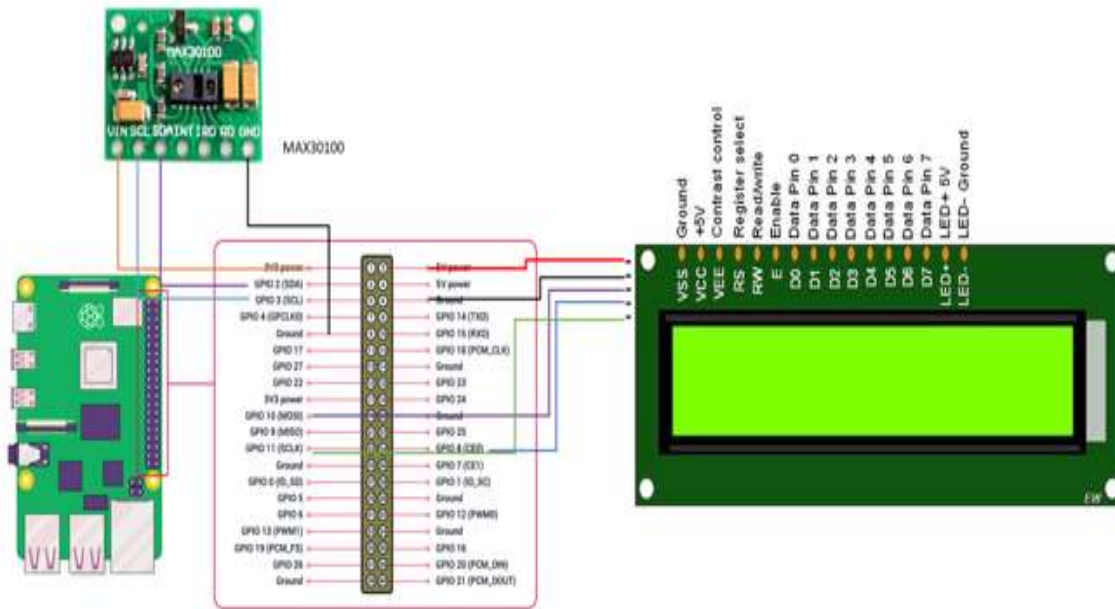 MAX30100
VIN SCL SDA INT IRD RD GND
MAX30100
3V3 power
GPIO 2 (SDA)
GPIO 3 (SCL)
GPIO 4 (GPCLK0)
Ground
GPIO 17
GPIO 27
GPIO 22
3V3 power
GPIO 10 (MOSI)
GPIO 9 (MISO)
GPIO 11 (SCLK)
Ground
GPIO 0 (ID_SD)
GPIO 5
GPIO 6
GPIO 13 (PWM1)
GPIO 19 (PCM_FS)
GPIO 26
Ground
5V power
5V power
Ground
GPIO 14 (TXD)
GPIO 15 (RXD)
GPIO 18 (PCM_CLK)
Ground
GPIO 23
GPIO 24
Ground
GPIO 25
GPIO 8 (CE0)
GPIO 7 (CE1)
GPIO 1 (ID_SC)
Ground
GPIO 12 (PWM0)
Ground
GPIO 16
GPIO 20 (PCM_DIN)
GPIO 21 (PCM_DOUT)
Ground
+5V
Contrast control
Register select
Read/write
Enable
Data Pin 0
Data Pin 1
Data Pin 2
Data Pin 3
Data Pin 4
Data Pin 5
Data Pin 6
Data Pin 7
LED+ 5V
LED- Ground
VSS
VCC
VEE
RS
RW
E
D0
D1
D2
D3
D4
D5
D6
D7
LED+
LED-
EW